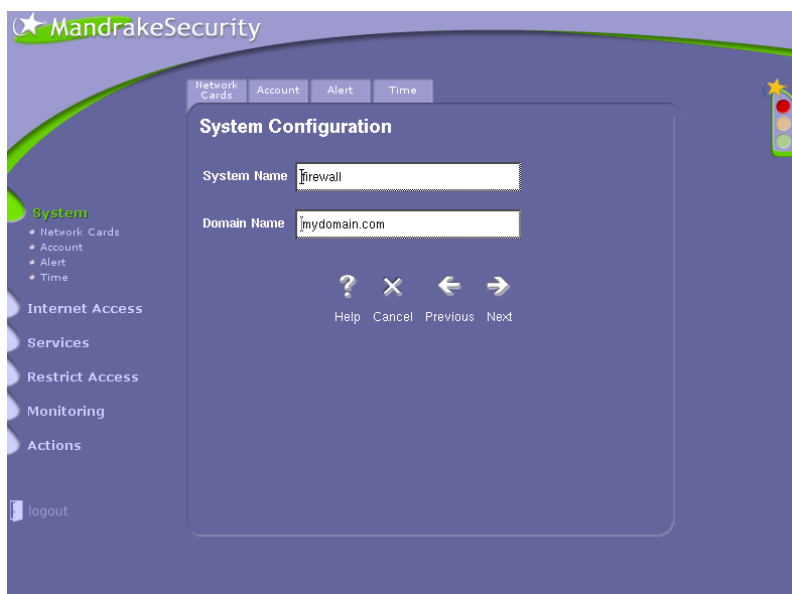 MandrakeSecurity
Network Cards
Account
Alert
Time
System Configuration
System Name
firewall
Domain Name
mydomain.com
?
Help
Cancel
Previous
Next
System
Network Cards
Account
Alert
Time
Internet Access
Services
Restrict Access
Monitoring
Actions
logout